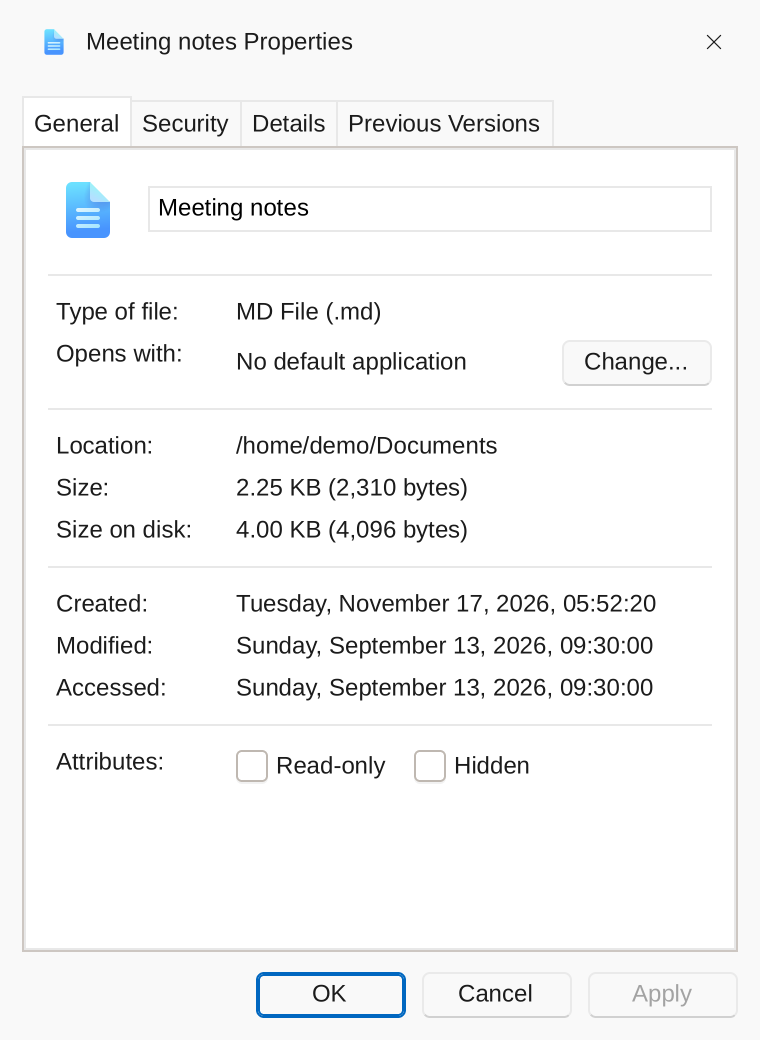 Meeting notes Properties
General Security Details Previous Versions
Meeting notes
Type of file: MD File (.md)
Opens with: No default application Change...
Location: /home/demo/Documents
Size: 2.25 KB (2,310 bytes)
Size on disk: 4.00 KB (4,096 bytes)
Created: Tuesday, November 17, 2026, 05:52:20
Modified: Sunday, September 13, 2026, 09:30:00
Accessed: Sunday, September 13, 2026, 09:30:00
Attributes: Read-only Hidden
OK Cancel Apply